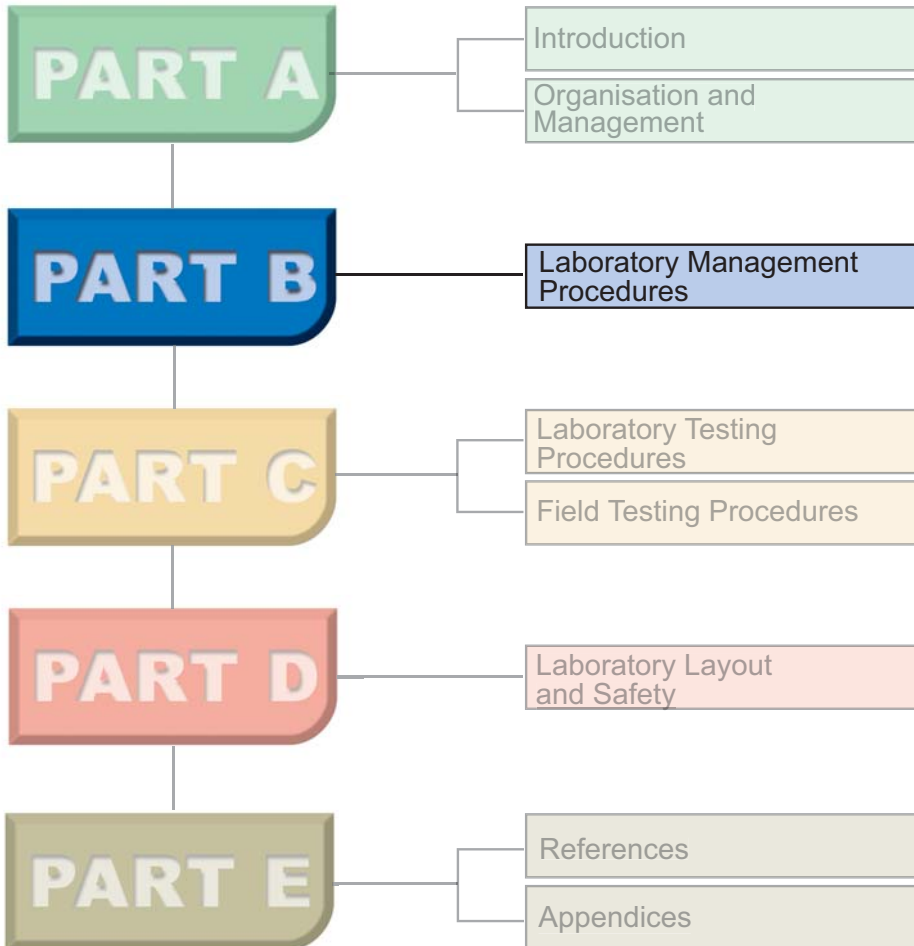 PART A
Introduction
Organisation and
Management
PART B
Laboratory Management
Procedures
PART C
Laboratory Testing
Procedures
Field Testing Procedures
PART D
Laboratory Layout
and Safety
PART E
References
Appendices